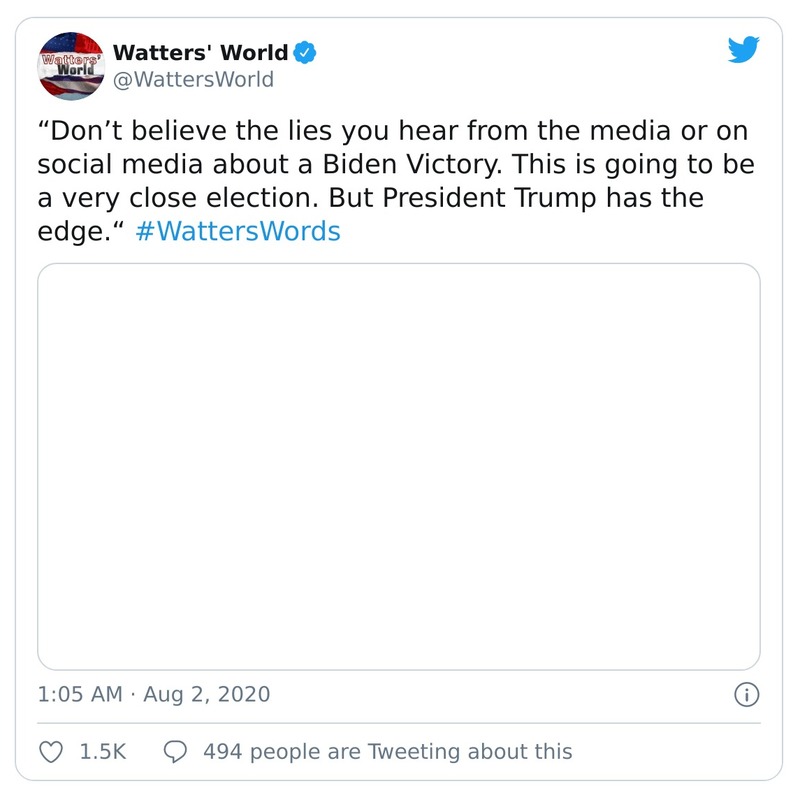 Watters' World
@WattersWorld
Watters'
World
“Don’t believe the lies you hear from the media or on
social media about a Biden Victory. This is going to be
a very close election. But President Trump has the
edge.“ #WattersWords
1:05 AM · Aug 2, 2020
1.5K 494 people are Tweeting about this